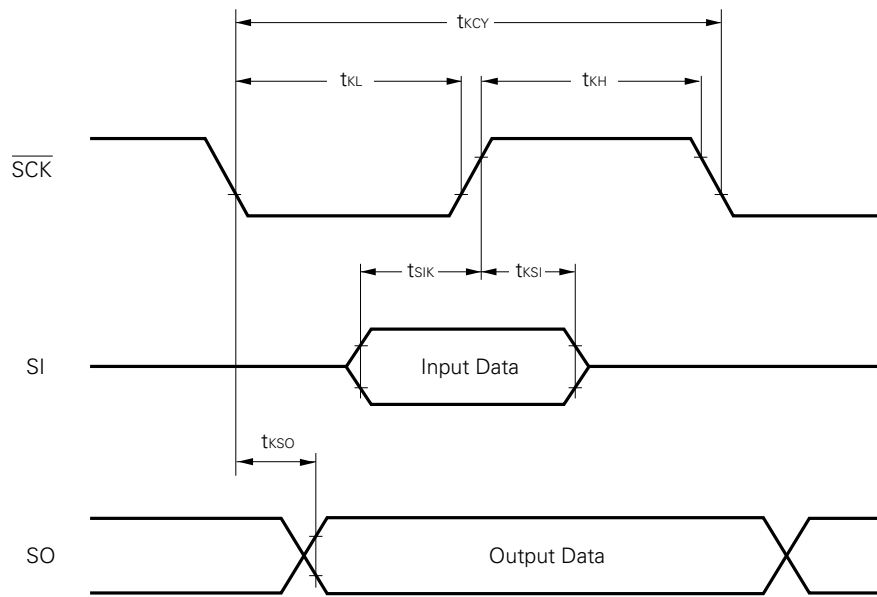 tKCY
tKL
tKH
SCK
tSIK
tKSI
SI
Input Data
tKSO
SO
Output Data